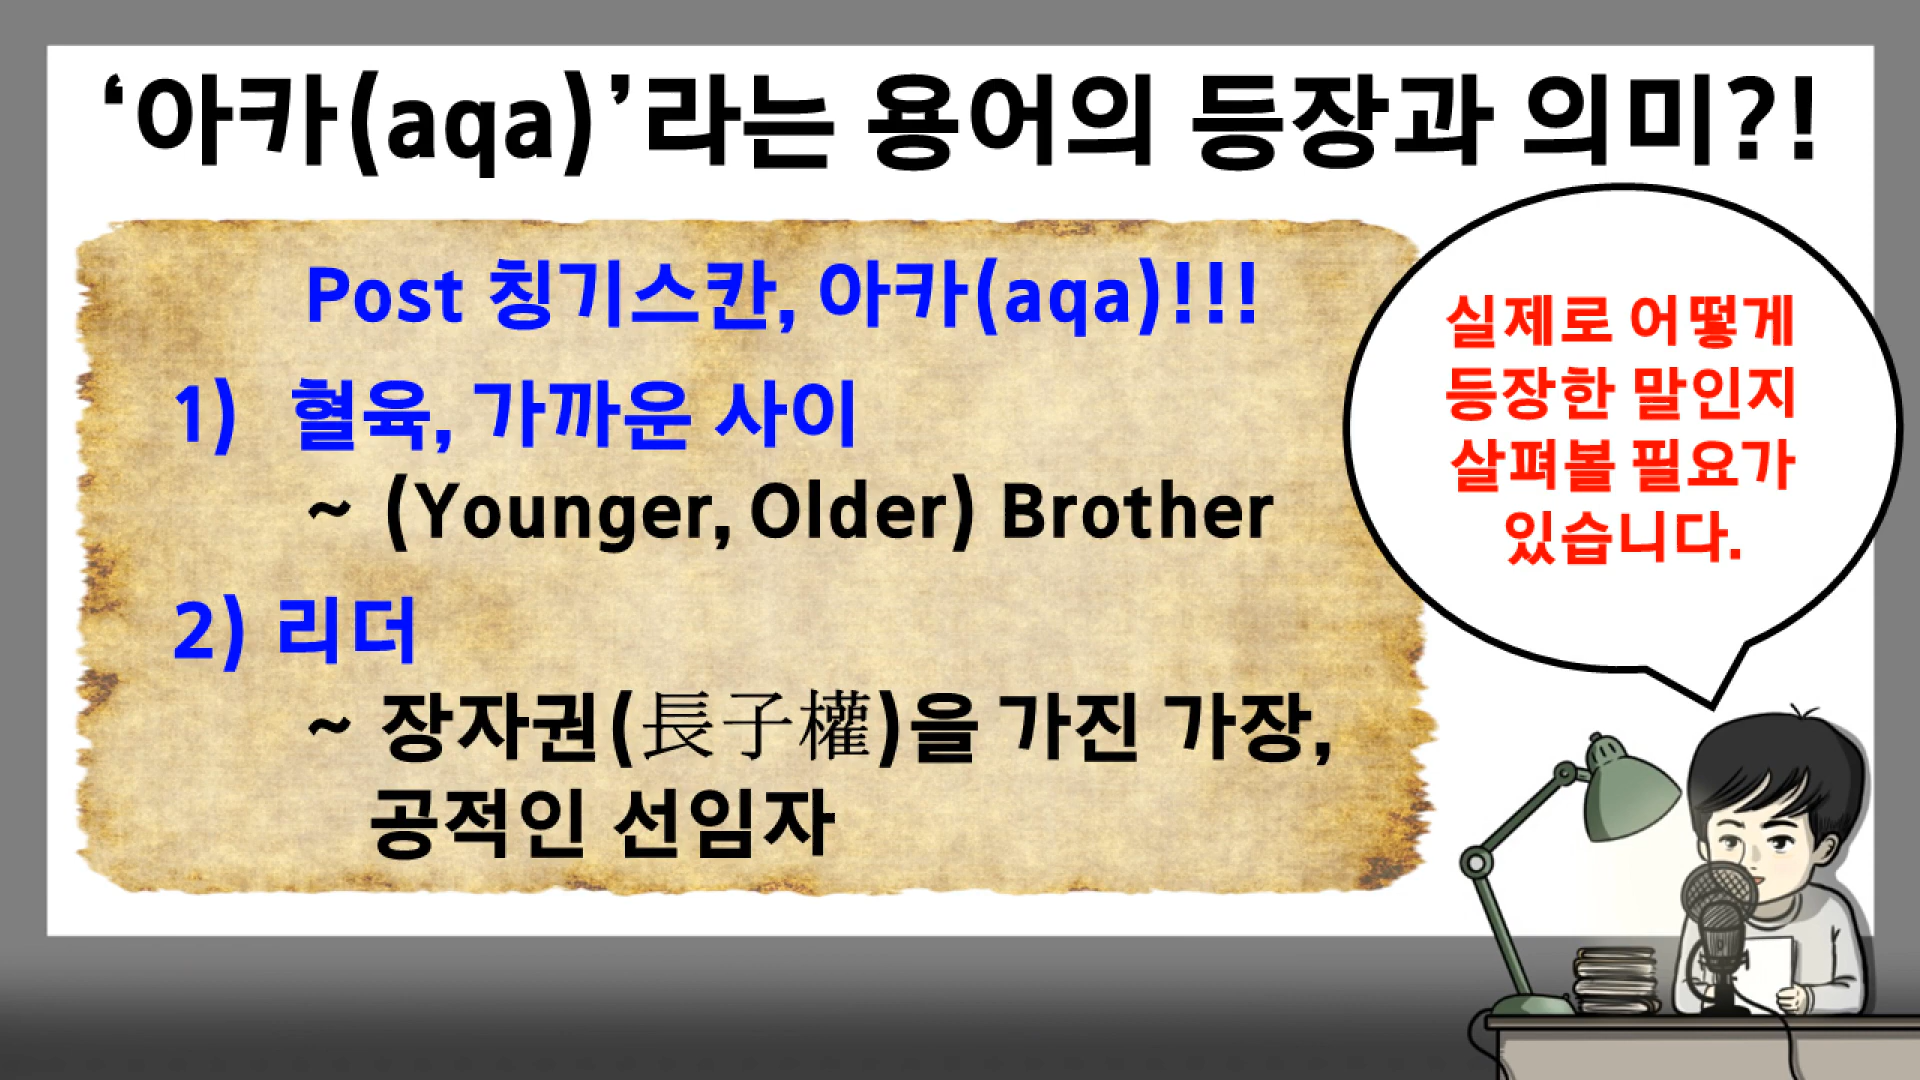 ‘아카(aqa)’라는 용어의 등장과 의미?!
Post 칭기스칸, 아카(aqa)!!!
1) 혈육, 가까운 사이
~ (Younger, Older) Brother
2) 리더
~ 장자권(長子權)을 가진 가장,
공적인 선임자
실제로 어떻게
등장한 말인지
살펴볼 필요가
있습니다.